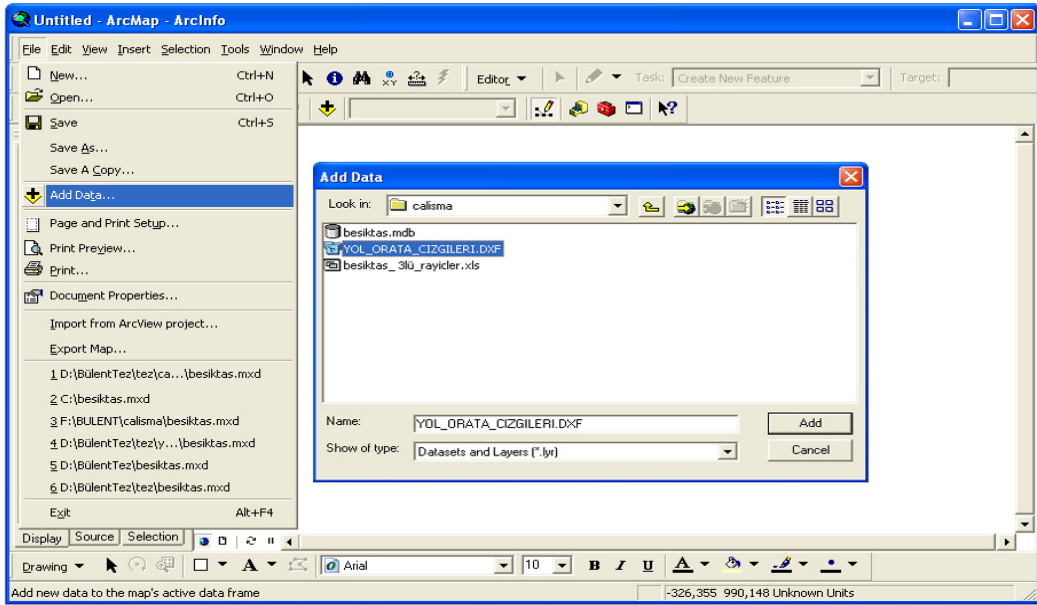 Untitled - ArcMap - ArcInfo
File Edit View Insert Selection Tools Window Help
New... Ctrl+N
Open... Ctrl+O
Save Ctrl+S
Save As...
Save A Copy...
Add Data...
Page and Print Setup...
Print Preview...
Print...
Document Properties...
Import from ArcView project...
Export Map...
1 D:\BülentTez\tez\ca...\besiktas.mxd
2 C:\besiktas.mxd
3 F:\BULENT\calisma\besiktas.mxd
4 D:\BülentTez\tez\y...\besiktas.mxd
5 D:\BülentTez\besiktas.mxd
6 D:\BülentTez\tez\besiktas.mxd
Exit Alt+F4
Editor Task: Create New Feature Target:
Add Data
Look in: calisma
besiktas.mdb
YOL_ORATA_CIZGILERI.DXF
besiktas_ 3lü_rayicler.xls
Name: YOL_ORATA_CIZGILERI.DXF Add
Show of type: Datasets and Layers (*.lyr) Cancel
Display Source Selection
Drawing A Arial 10 B I U A
Add new data to the map's active data frame -326,355 990,148 Unknown Units